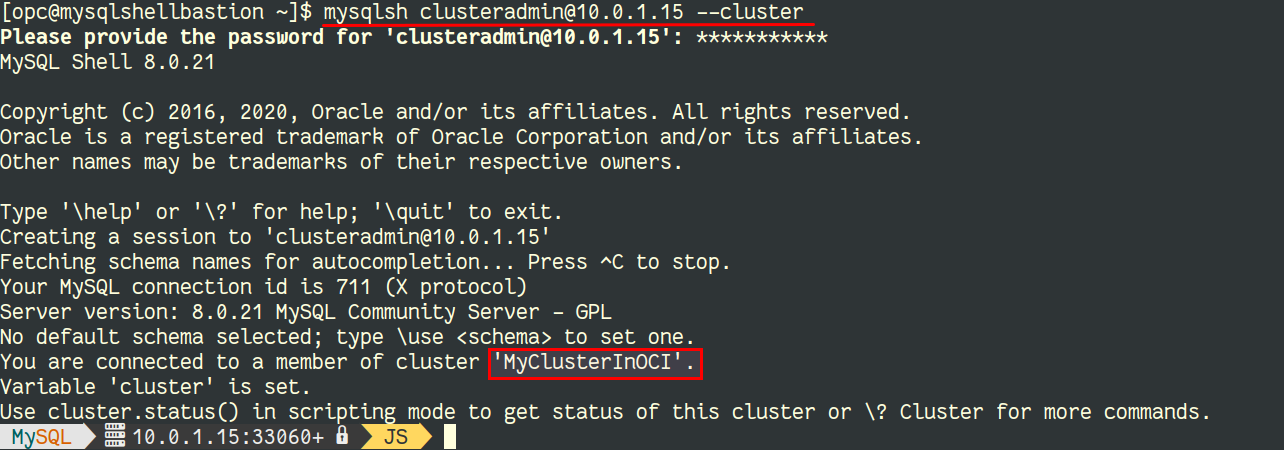 [opc@mysqlshellbastion ~]$ mysqlsh clusteradmin@10.0.1.15 --cluster
Please provide the password for 'clusteradmin@10.0.1.15': ***********
MySQL Shell 8.0.21
Copyright (c) 2016, 2020, Oracle and/or its affiliates. All rights reserved.
Oracle is a registered trademark of Oracle Corporation and/or its affiliates.
Other names may be trademarks of their respective owners.
Type '\help' or '\?' for help; '\quit' to exit.
Creating a session to 'clusteradmin@10.0.1.15'
Fetching schema names for autocompletion... Press ^C to stop.
Your MySQL connection id is 711 (X protocol)
Server version: 8.0.21 MySQL Community Server - GPL
No default schema selected; type \use <schema> to set one.
You are connected to a member of cluster 'MyClusterInOCI'.
Variable 'cluster' is set.
Use cluster.status() in scripting mode to get status of this cluster or \? Cluster for more commands.
MySQL 10.0.1.15:33060+ JS